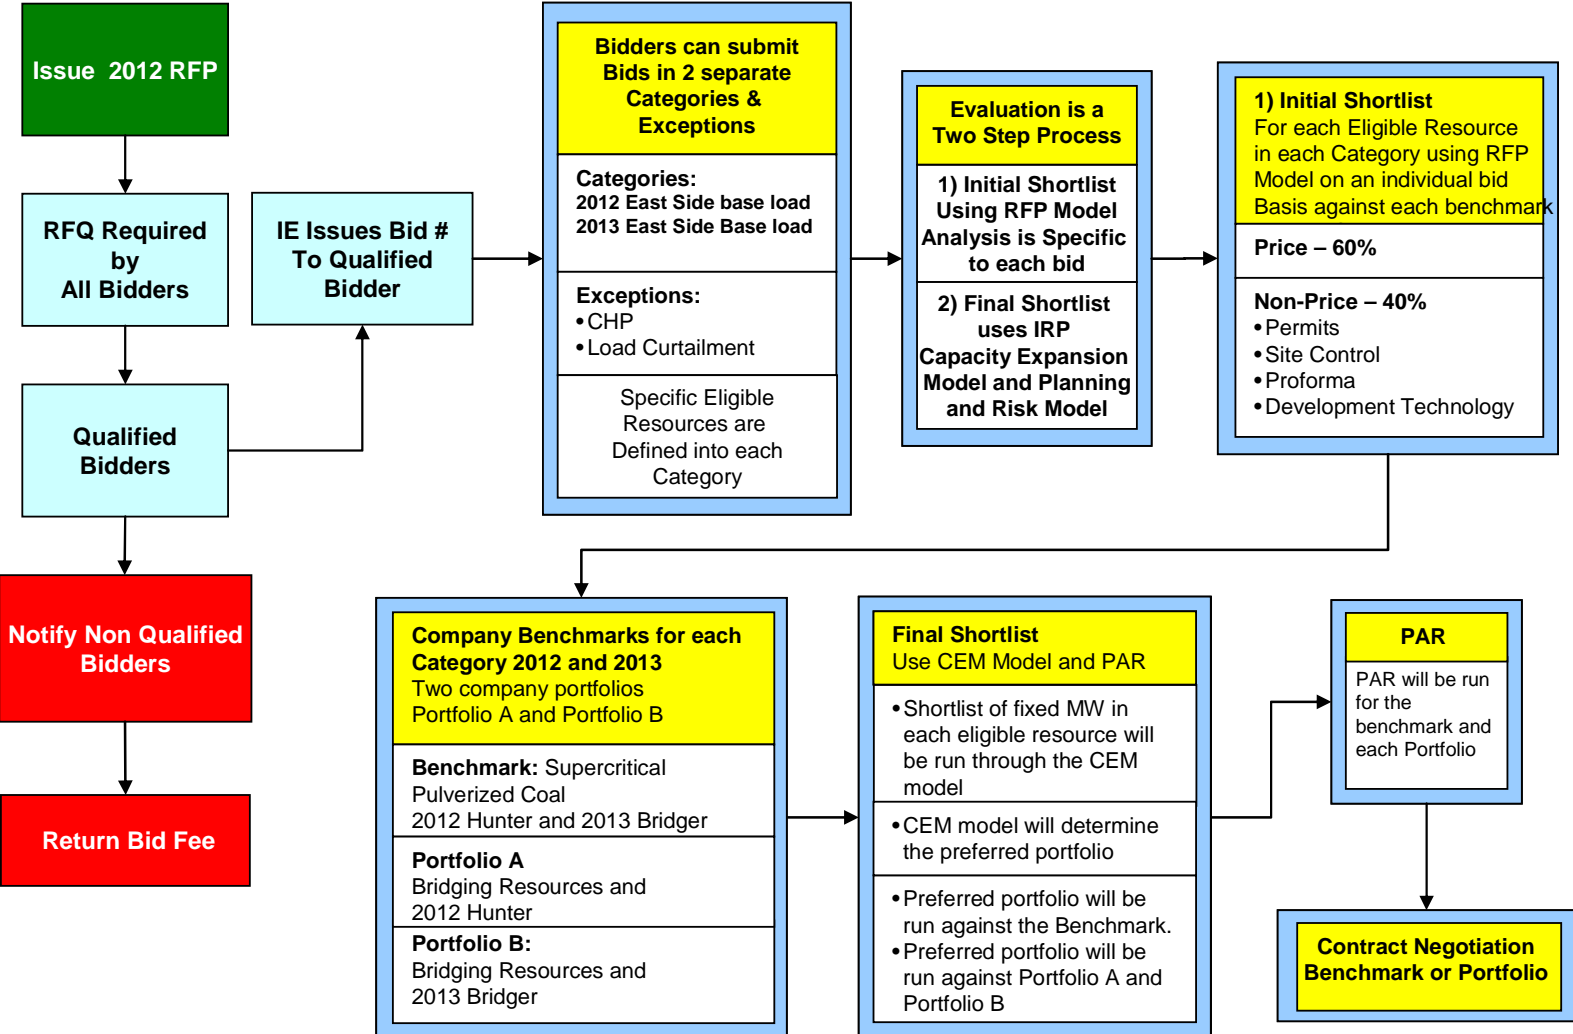 Issue 2012 RFP
RFQ Required
by
All Bidders
Qualified
Bidders
Notify Non Qualified
Bidders
Return Bid Fee
IE Issues Bid #
To Qualified
Bidder
Bidders can submit
Bids in 2 separate
Categories &
Exceptions
Categories:
2012 East Side base load
2013 East Side Base load
Exceptions:
•CHP
•Load Curtailment
Specific Eligible
Resources are
Defined into each
Category
Evaluation is a
Two Step Process
1) Initial Shortlist
Using RFP Model
Analysis is Specific
to each bid
2) Final Shortlist
uses IRP
Capacity Expansion
Model and Planning
and Risk Model
1) Initial Shortlist
For each Eligible Resource
in each Category using RFP
Model on an individual bid
Basis against each benchmark
Price – 60%
Non-Price – 40%
•Permits
•Site Control
•Proforma
•Development Technology
Company Benchmarks for each
Category 2012 and 2013
Two company portfolios
Portfolio A and Portfolio B
Benchmark: Supercritical
Pulverized Coal
2012 Hunter and 2013 Bridger
Portfolio A
Bridging Resources and
2012 Hunter
Portfolio B:
Bridging Resources and
2013 Bridger
Final Shortlist
Use CEM Model and PAR
•Shortlist of fixed MW in
each eligible resource will
be run through the CEM
model
•CEM model will determine
the preferred portfolio
•Preferred portfolio will be
run against the Benchmark.
•Preferred portfolio will be
run against Portfolio A and
Portfolio B
PAR
PAR will be run
for the
benchmark and
each Portfolio
Contract Negotiation
Benchmark or Portfolio